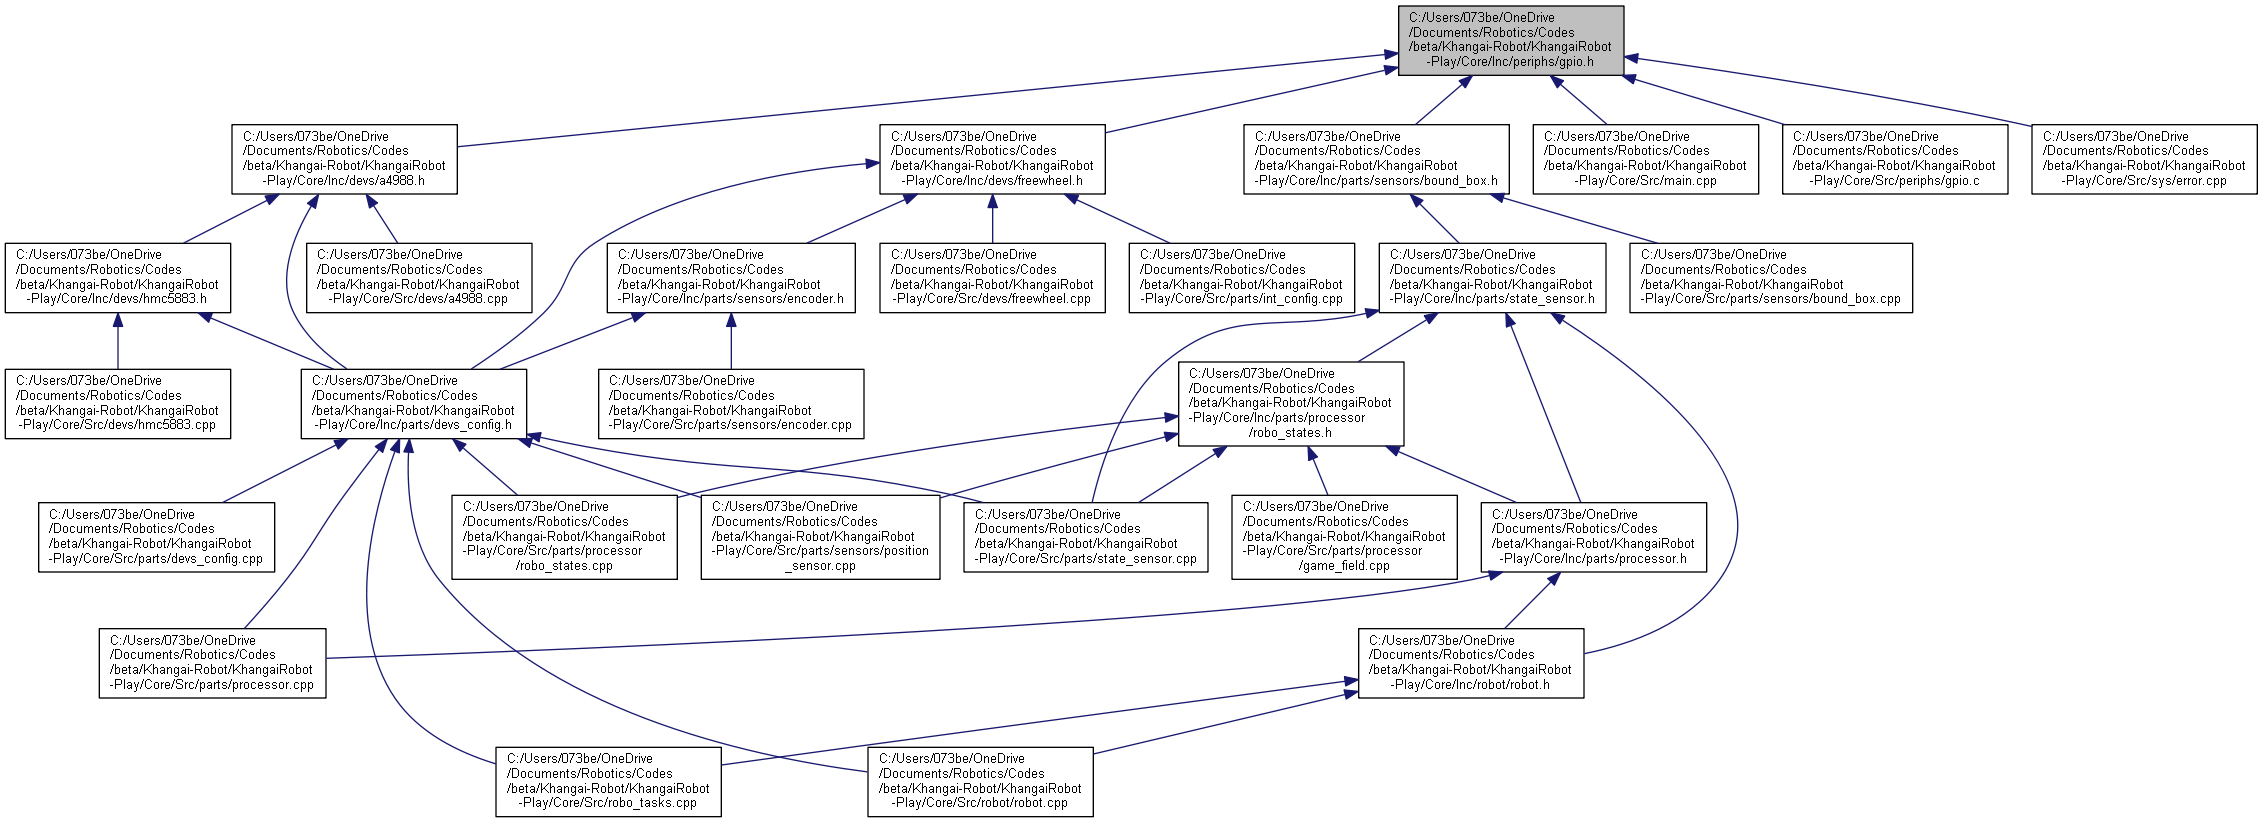 C:/Users/073be/OneDrive
/Documents/Robotics/Codes
/beta/Khangai-Robot/KhangaiRobot
-Play/Core/Inc/periphs/gpio.h
C:/Users/073be/OneDrive
/Documents/Robotics/Codes
/beta/Khangai-Robot/KhangaiRobot
-Play/Core/Inc/devs/a4988.h
C:/Users/073be/OneDrive
/Documents/Robotics/Codes
/beta/Khangai-Robot/KhangaiRobot
-Play/Core/Inc/devs/freewheel.h
C:/Users/073be/OneDrive
/Documents/Robotics/Codes
/beta/Khangai-Robot/KhangaiRobot
-Play/Core/Inc/parts/sensors/bound_box.h
C:/Users/073be/OneDrive
/Documents/Robotics/Codes
/beta/Khangai-Robot/KhangaiRobot
-Play/Core/Src/main.cpp
C:/Users/073be/OneDrive
/Documents/Robotics/Codes
/beta/Khangai-Robot/KhangaiRobot
-Play/Core/Src/periphs/gpio.c
C:/Users/073be/OneDrive
/Documents/Robotics/Codes
/beta/Khangai-Robot/KhangaiRobot
-Play/Core/Src/sys/error.cpp
C:/Users/073be/OneDrive
/Documents/Robotics/Codes
/beta/Khangai-Robot/KhangaiRobot
-Play/Core/Inc/devs/hmc5883.h
C:/Users/073be/OneDrive
/Documents/Robotics/Codes
/beta/Khangai-Robot/KhangaiRobot
-Play/Core/Src/devs/a4988.cpp
C:/Users/073be/OneDrive
/Documents/Robotics/Codes
/beta/Khangai-Robot/KhangaiRobot
-Play/Core/Inc/parts/sensors/encoder.h
C:/Users/073be/OneDrive
/Documents/Robotics/Codes
/beta/Khangai-Robot/KhangaiRobot
-Play/Core/Src/devs/freewheel.cpp
C:/Users/073be/OneDrive
/Documents/Robotics/Codes
/beta/Khangai-Robot/KhangaiRobot
-Play/Core/Src/parts/int_config.cpp
C:/Users/073be/OneDrive
/Documents/Robotics/Codes
/beta/Khangai-Robot/KhangaiRobot
-Play/Core/Inc/parts/state_sensor.h
C:/Users/073be/OneDrive
/Documents/Robotics/Codes
/beta/Khangai-Robot/KhangaiRobot
-Play/Core/Src/parts/sensors/bound_box.cpp
C:/Users/073be/OneDrive
/Documents/Robotics/Codes
/beta/Khangai-Robot/KhangaiRobot
-Play/Core/Src/devs/hmc5883.cpp
C:/Users/073be/OneDrive
/Documents/Robotics/Codes
/beta/Khangai-Robot/KhangaiRobot
-Play/Core/Inc/parts/devs_config.h
C:/Users/073be/OneDrive
/Documents/Robotics/Codes
/beta/Khangai-Robot/KhangaiRobot
-Play/Core/Src/parts/sensors/encoder.cpp
C:/Users/073be/OneDrive
/Documents/Robotics/Codes
/beta/Khangai-Robot/KhangaiRobot
-Play/Core/Inc/parts/processor
/robo_states.h
C:/Users/073be/OneDrive
/Documents/Robotics/Codes
/beta/Khangai-Robot/KhangaiRobot
-Play/Core/Src/parts/devs_config.cpp
C:/Users/073be/OneDrive
/Documents/Robotics/Codes
/beta/Khangai-Robot/KhangaiRobot
-Play/Core/Src/parts/processor
/robo_states.cpp
C:/Users/073be/OneDrive
/Documents/Robotics/Codes
/beta/Khangai-Robot/KhangaiRobot
-Play/Core/Src/parts/sensors/position
_sensor.cpp
C:/Users/073be/OneDrive
/Documents/Robotics/Codes
/beta/Khangai-Robot/KhangaiRobot
-Play/Core/Src/parts/state_sensor.cpp
C:/Users/073be/OneDrive
/Documents/Robotics/Codes
/beta/Khangai-Robot/KhangaiRobot
-Play/Core/Src/parts/processor
/game_field.cpp
C:/Users/073be/OneDrive
/Documents/Robotics/Codes
/beta/Khangai-Robot/KhangaiRobot
-Play/Core/Inc/parts/processor.h
C:/Users/073be/OneDrive
/Documents/Robotics/Codes
/beta/Khangai-Robot/KhangaiRobot
-Play/Core/Src/parts/processor.cpp
C:/Users/073be/OneDrive
/Documents/Robotics/Codes
/beta/Khangai-Robot/KhangaiRobot
-Play/Core/Inc/robot/robot.h
C:/Users/073be/OneDrive
/Documents/Robotics/Codes
/beta/Khangai-Robot/KhangaiRobot
-Play/Core/Src/robo_tasks.cpp
C:/Users/073be/OneDrive
/Documents/Robotics/Codes
/beta/Khangai-Robot/KhangaiRobot
-Play/Core/Src/robot/robot.cpp